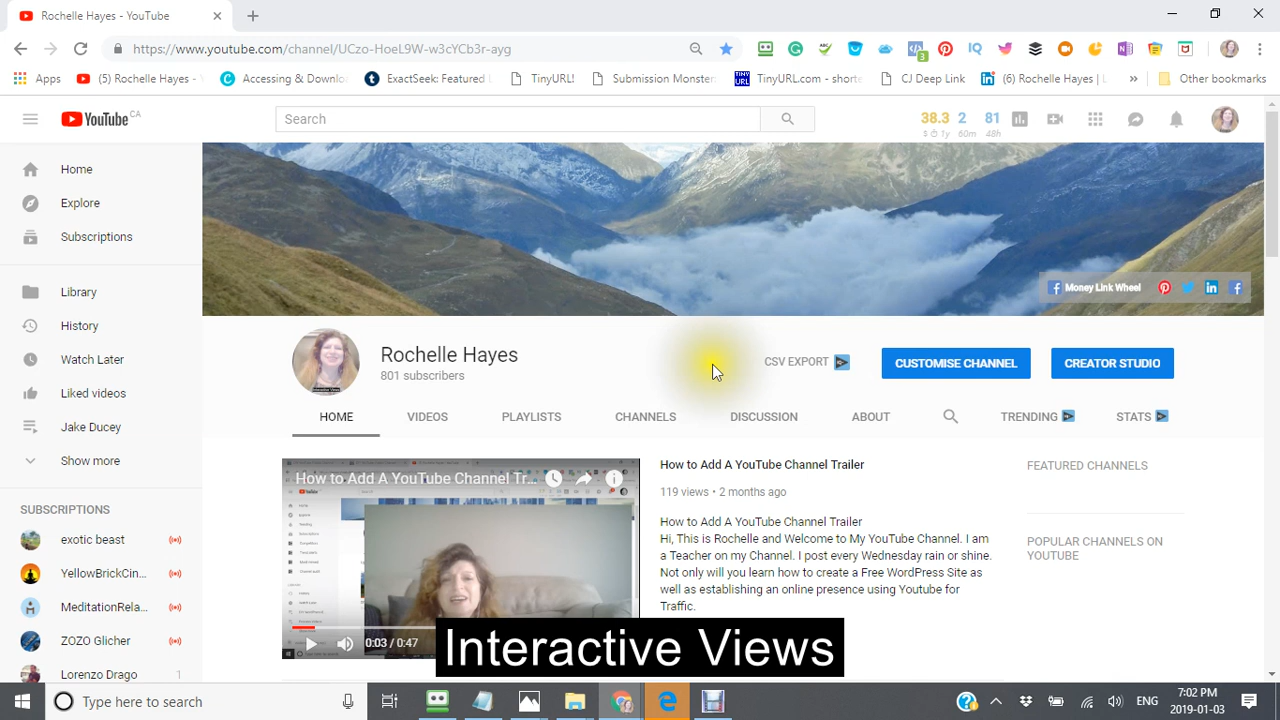 Rochelle Hayes - YouTube
https://www.youtube.com/channel/UCzo-HoeL9W-w3cYCb3r-ayg
3
Apps
(5) Rochelle Hayes -
Accessing & Downlo
ExactSeek: Featured
TinyURL!
Submission Monster
TinyURL.com - shorte
CJ Deep Link
(6) Rochelle Hayes | L
Other bookmarks
YouTube CA
Search
38.3 2 81
1y 60m 48h
Home
Explore
Subscriptions
Library
History
Watch Later
Liked videos
Jake Ducey
Show more
SUBSCRIPTIONS
exotic beast
YellowBrickCin...
MeditationRela...
ZOZO Glicher
Lorenzo Drago 1
Money Link Wheel
Rochelle Hayes
801 subscribers
CSV EXPORT
CUSTOMISE CHANNEL
CREATOR STUDIO
HOME
VIDEOS
PLAYLISTS
CHANNELS
DISCUSSION
ABOUT
TRENDING
STATS
How to Add A YouTube Channel Tr...
0:03 / 0:47
How to Add A YouTube Channel Trailer
119 views • 2 months ago
How to Add A YouTube Channel Trailer
Hi, This is Rochelle and Welcome to My YouTube Channel. I am
a Teacher on my Channel. I post every Wednesday rain or shine.
Not only will you learn how to create a Free WordPress Site as
well as establishing an online presence using Youtube for
Traffic.
FEATURED CHANNELS
POPULAR CHANNELS ON
YOUTUBE
Interactive Views
Type here to search
ENG
7:02 PM
2019-01-03